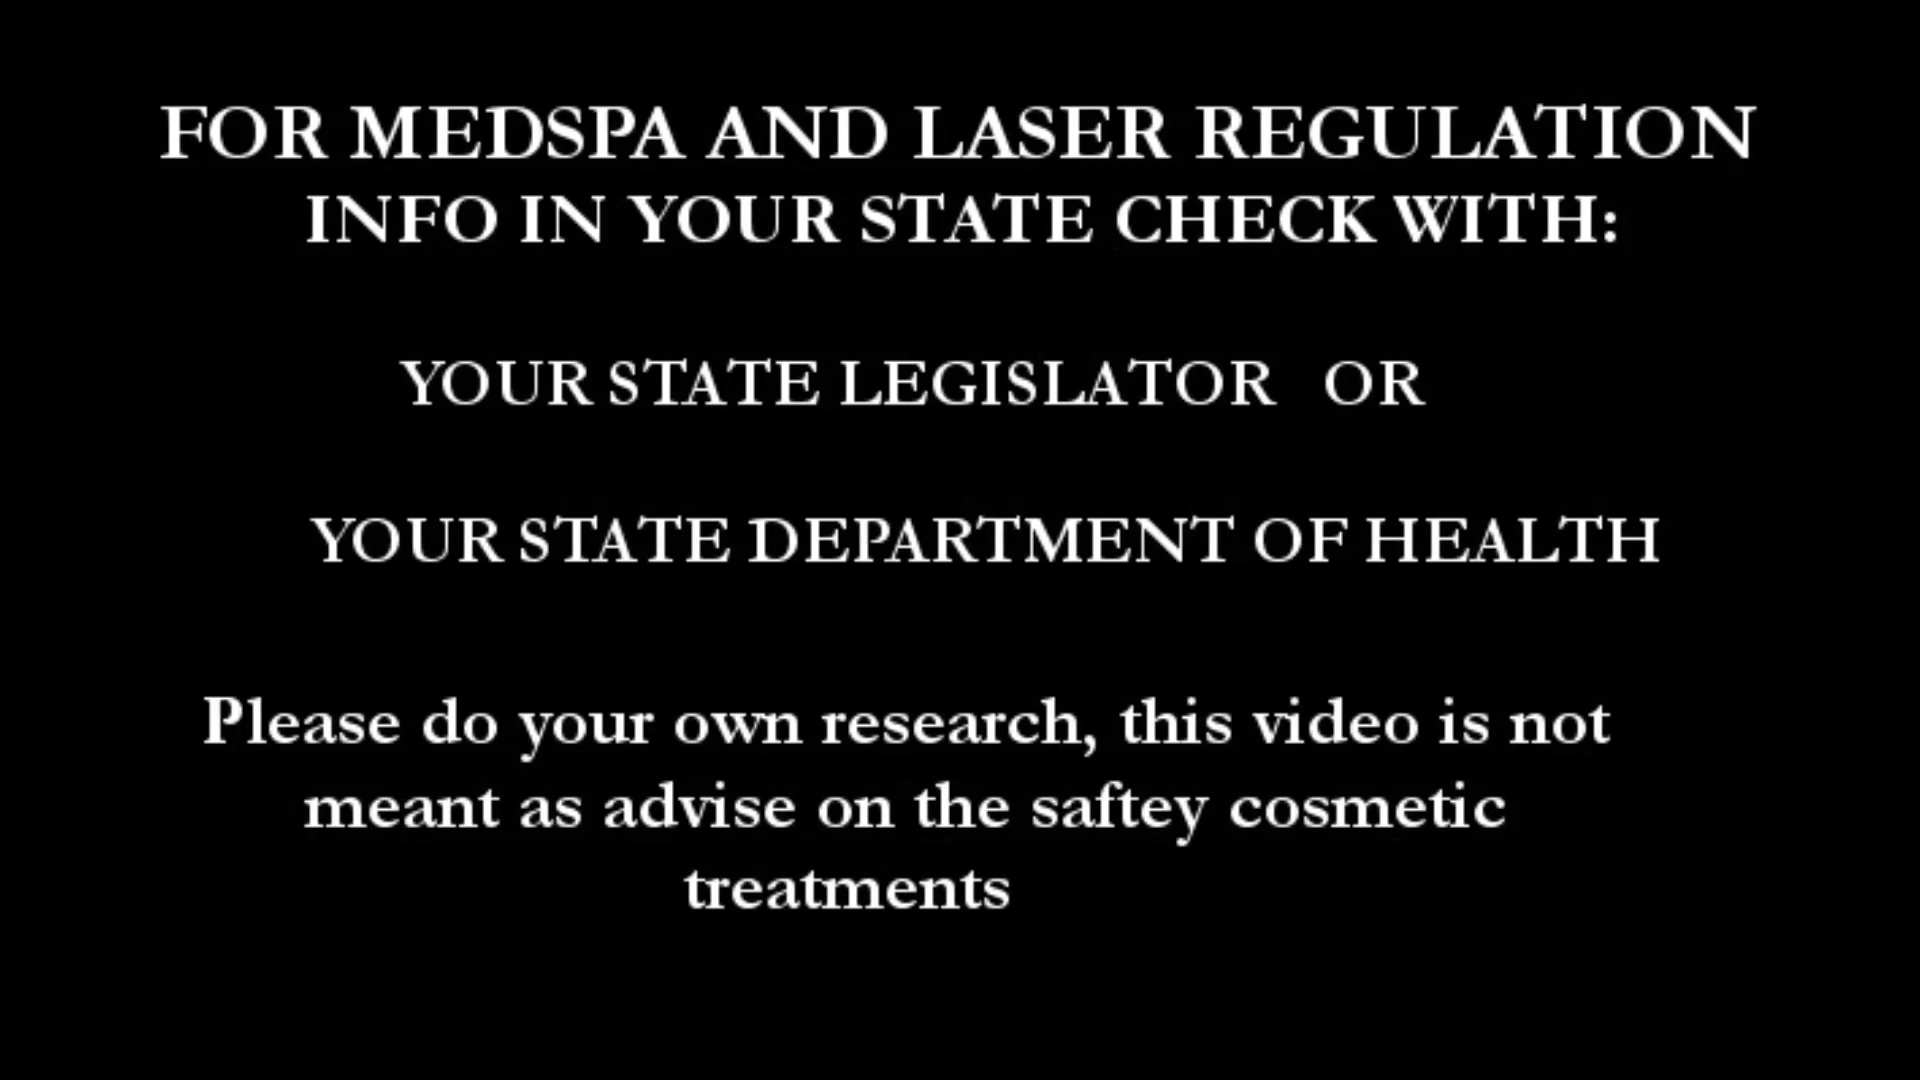 FOR MEDSPA AND LASER REGULATION
INFO IN YOUR STATE CHECK WITH:
YOUR STATE LEGISLATOR OR
YOUR STATE DEPARTMENT OF HEALTH
Please do your own research, this video is not
meant as advise on the saftey cosmetic
treatments